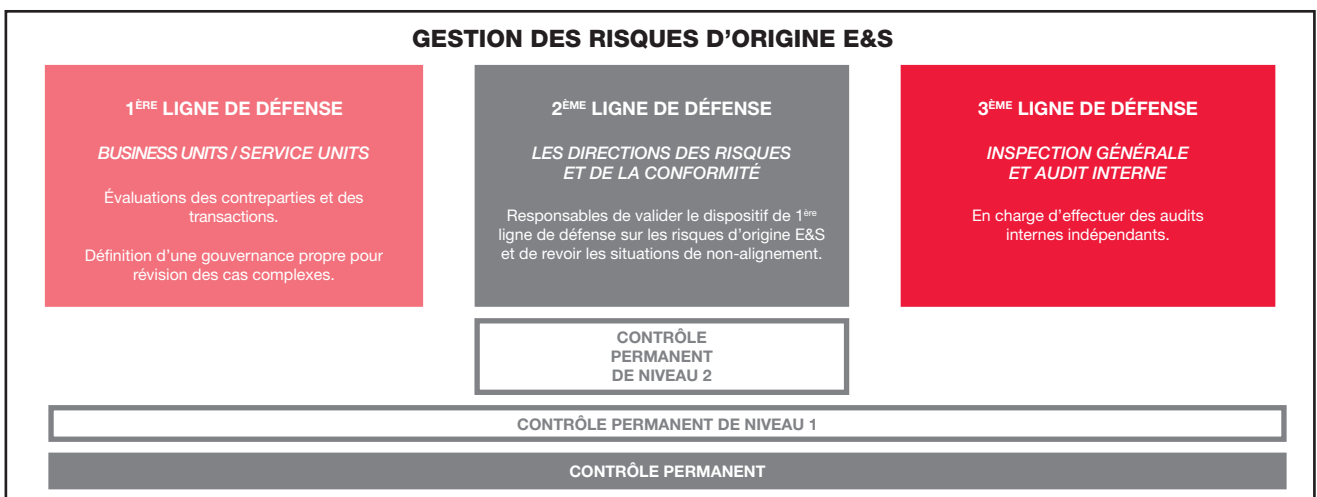 GESTION DES RISQUES D’ORIGINE E&S
1ÈRE LIGNE DE DÉFENSE
BUSINESS UNITS / SERVICE UNITS
Évaluations des contreparties et des
transactions.
Définition d’une gouvernance propre pour
révision des cas complexes.
2ÈME LIGNE DE DÉFENSE
LES DIRECTIONS DES RISQUES
ET DE LA CONFORMITÉ
Responsables de valider le dispositif de 1ère
ligne de défense sur les risques d’origine E&S
et de revoir les situations de non-alignement.
3ÈME LIGNE DE DÉFENSE
INSPECTION GÉNÉRALE
ET AUDIT INTERNE
En charge d’effectuer des audits
internes indépendants.
CONTRÔLE
PERMANENT
DE NIVEAU 2
CONTRÔLE PERMANENT DE NIVEAU 1
CONTRÔLE PERMANENT